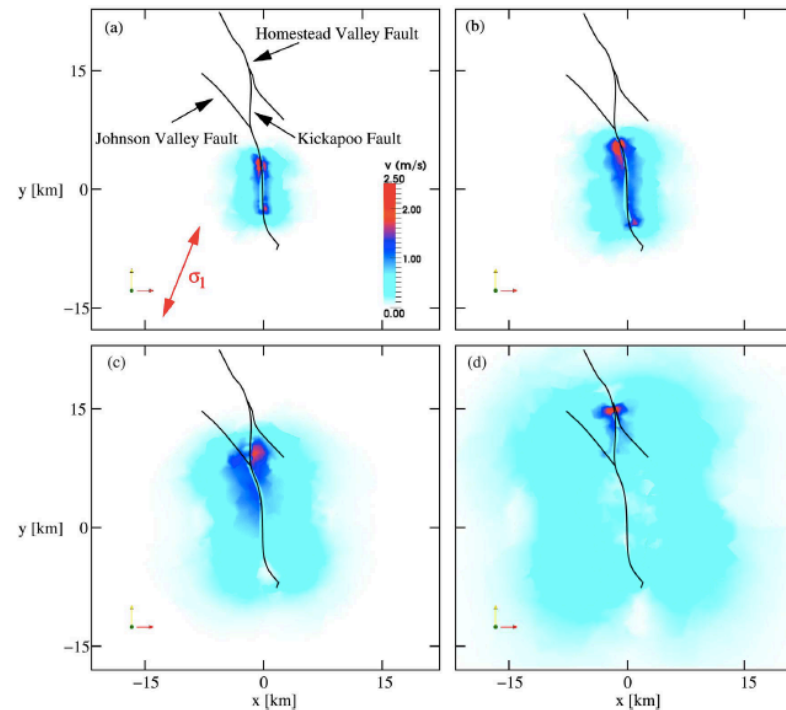 (a)
Homestead Valley Fault
15
Johnson Valley Fault
Kickapoo Fault
v (m/s)
2.50
2.00
1.00
0.00
y [km]
0
σ1
−15
(b)
(c)
15
y [km]
0
−15
−15
0
15
x [km]
(d)
−15
0
15
x [km]